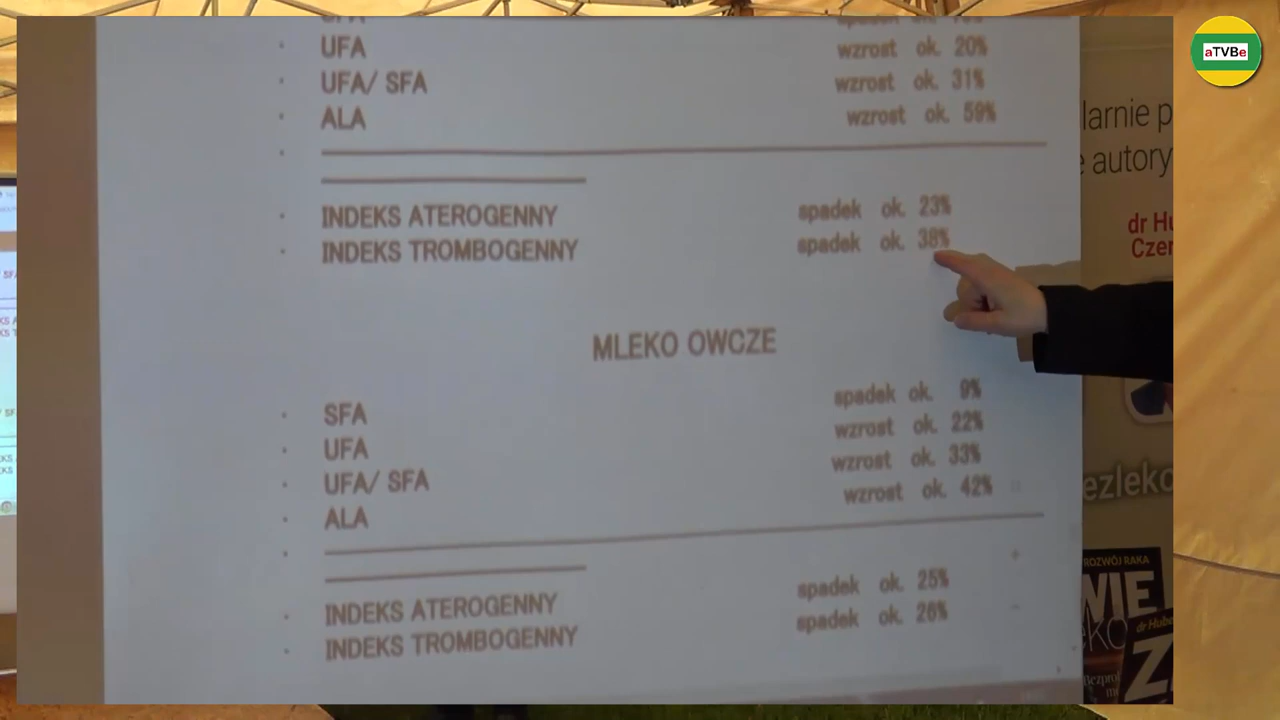 aTVBe
UFA wzrost ok. 20%
UFA/ SFA wzrost ok. 31%
ALA wzrost ok. 59%
INDEKS ATEROGENNY spadek ok. 23%
INDEKS TROMBOGENNY spadek ok. 38%
MLEKO OWCZE
SFA spadek ok. 9%
UFA wzrost ok. 22%
UFA/ SFA wzrost ok. 33%
ALA wzrost ok. 42%
INDEKS ATEROGENNY spadek ok. 25%
INDEKS TROMBOGENNY spadek ok. 26%
larnie p
e autory
dr Hu
Czer
ezleko
ROZWÓJ RAKA
WIE
dr Hube
Z